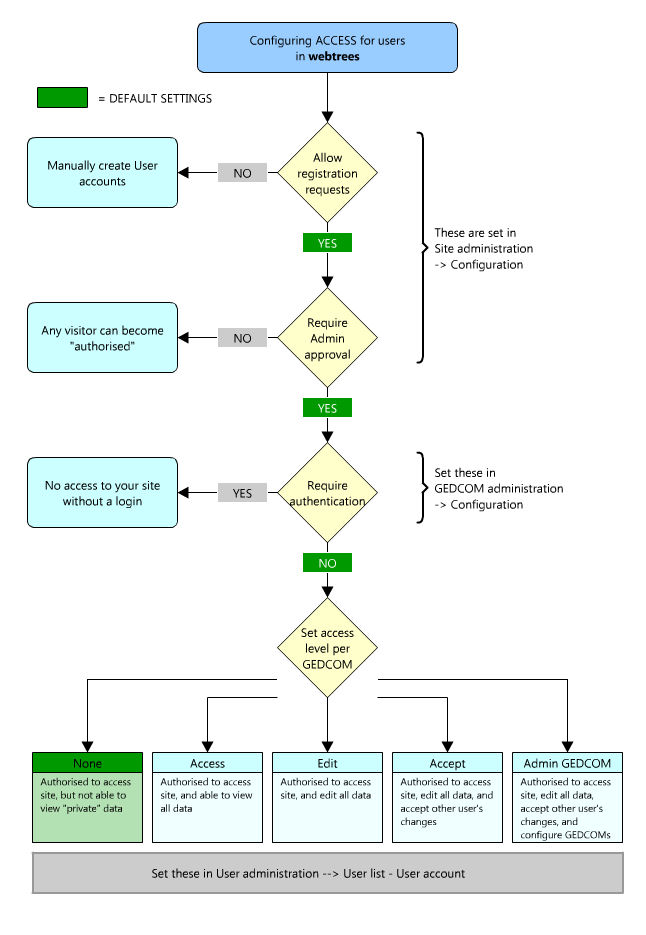 Configuring ACCESS for users
in webtrees
= DEFAULT SETTINGS
Allow
registration
requests
NO
Manually create User
accounts
YES
These are set in
Site administration
-> Configuration
Require
Admin
approval
NO
Any visitor can become
"authorised"
YES
Require
authentication
YES
No access to your site
without a login
Set these in
GEDCOM administration
-> Configuration
NO
Set access
level per
GEDCOM
None
Authorised to access
site, but not able to
view "private" data
Access
Authorised to access
site, and able to view
all data
Edit
Authorised to access
site, and edit all data
Accept
Authorised to access
site, edit all data, and
accept other user's
changes
Admin GEDCOM
Authorised to access
site, edit all data,
accept other user's
changes, and
configure GEDCOMs
Set these in User administration --> User list - User account